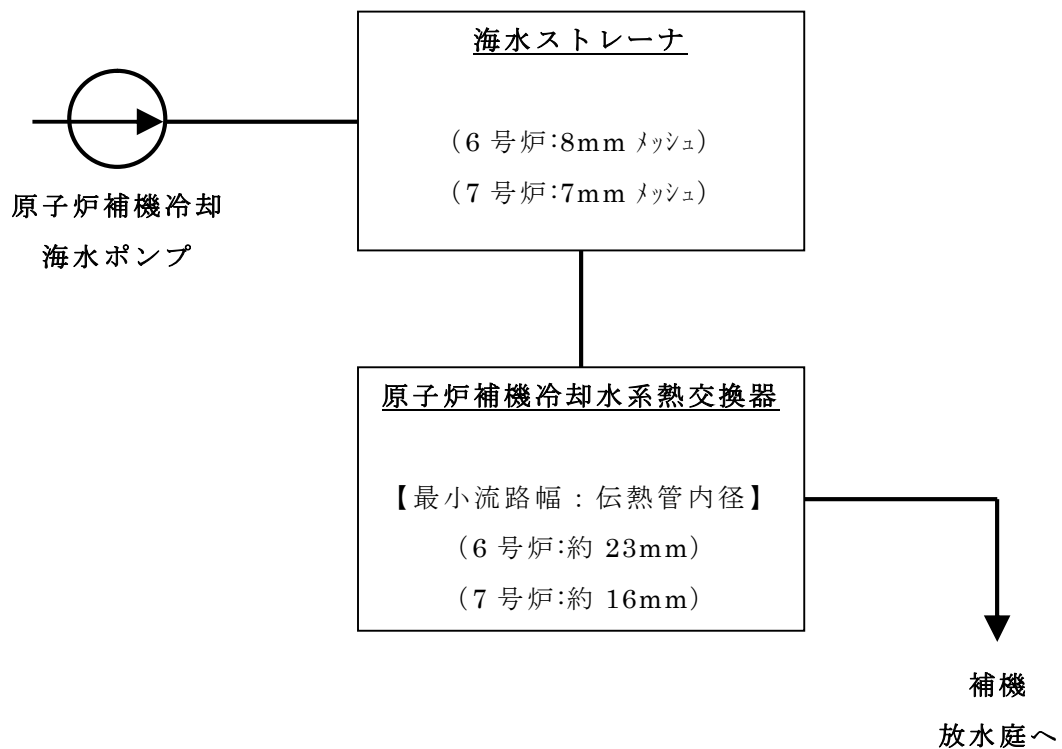 海水ストレーナ
(6 号炉:8mm ﾒｯｼｭ)
(7 号炉:7mm ﾒｯｼｭ)
原子炉補機冷却
海水ポンプ
原子炉補機冷却水系熱交換器
【最小流路幅：伝熱管内径】
(6 号炉:約 23mm)
(7 号炉:約 16mm)
補機
放水庭へ